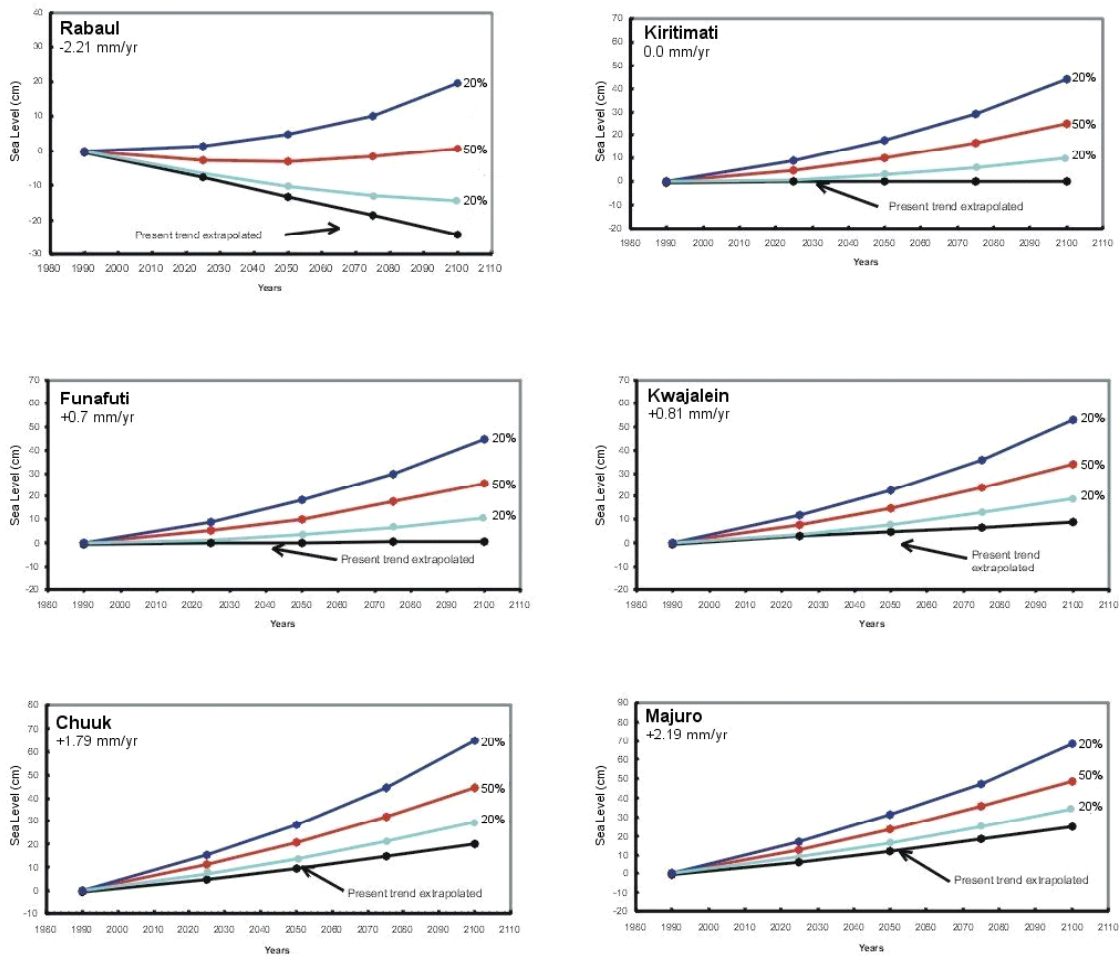 Rabaul
-2.21 mm/yr
Sea Level (cm)
40
30
20
10
0
-10
-20
-30
20%
50%
20%
Present trend extrapolated
1980 1990 2000 2010 2020 2030 2040 2050 2060 2070 2080 2090 2100 2110
Years
Kiritimati
0.0 mm/yr
Sea Level (cm)
70
60
50
40
30
20
10
0
-10
-20
20%
50%
20%
Present trend extrapolated
1980 1990 2000 2010 2020 2030 2040 2050 2060 2070 2080 2090 2100 2110
Years
Funafuti
+0.7 mm/yr
Sea Level (cm)
70
60
50
40
30
20
10
0
-10
-20
20%
50%
20%
Present trend extrapolated
1980 1990 2000 2010 2020 2030 2040 2050 2060 2070 2080 2090 2100 2110
Years
Kwajalein
+0.81 mm/yr
Sea Level (cm)
70
60
50
40
30
20
10
0
-10
-20
20%
50%
20%
Present trend
extrapolated
1980 1990 2000 2010 2020 2030 2040 2050 2060 2070 2080 2090 2100 2110
Years
Chuuk
+1.79 mm/yr
Sea Level (cm)
80
70
60
50
40
30
20
10
0
-10
20%
50%
20%
Present trend extrapolated
1980 1990 2000 2010 2020 2030 2040 2050 2060 2070 2080 2090 2100 2110
Years
Majuro
+2.19 mm/yr
Sea Level (cm)
90
80
70
60
50
40
30
20
10
0
-10
-20
20%
50%
20%
Present trend extrapolated
1980 1990 2000 2010 2020 2030 2040 2050 2060 2070 2080 2090 2100 2110
Years